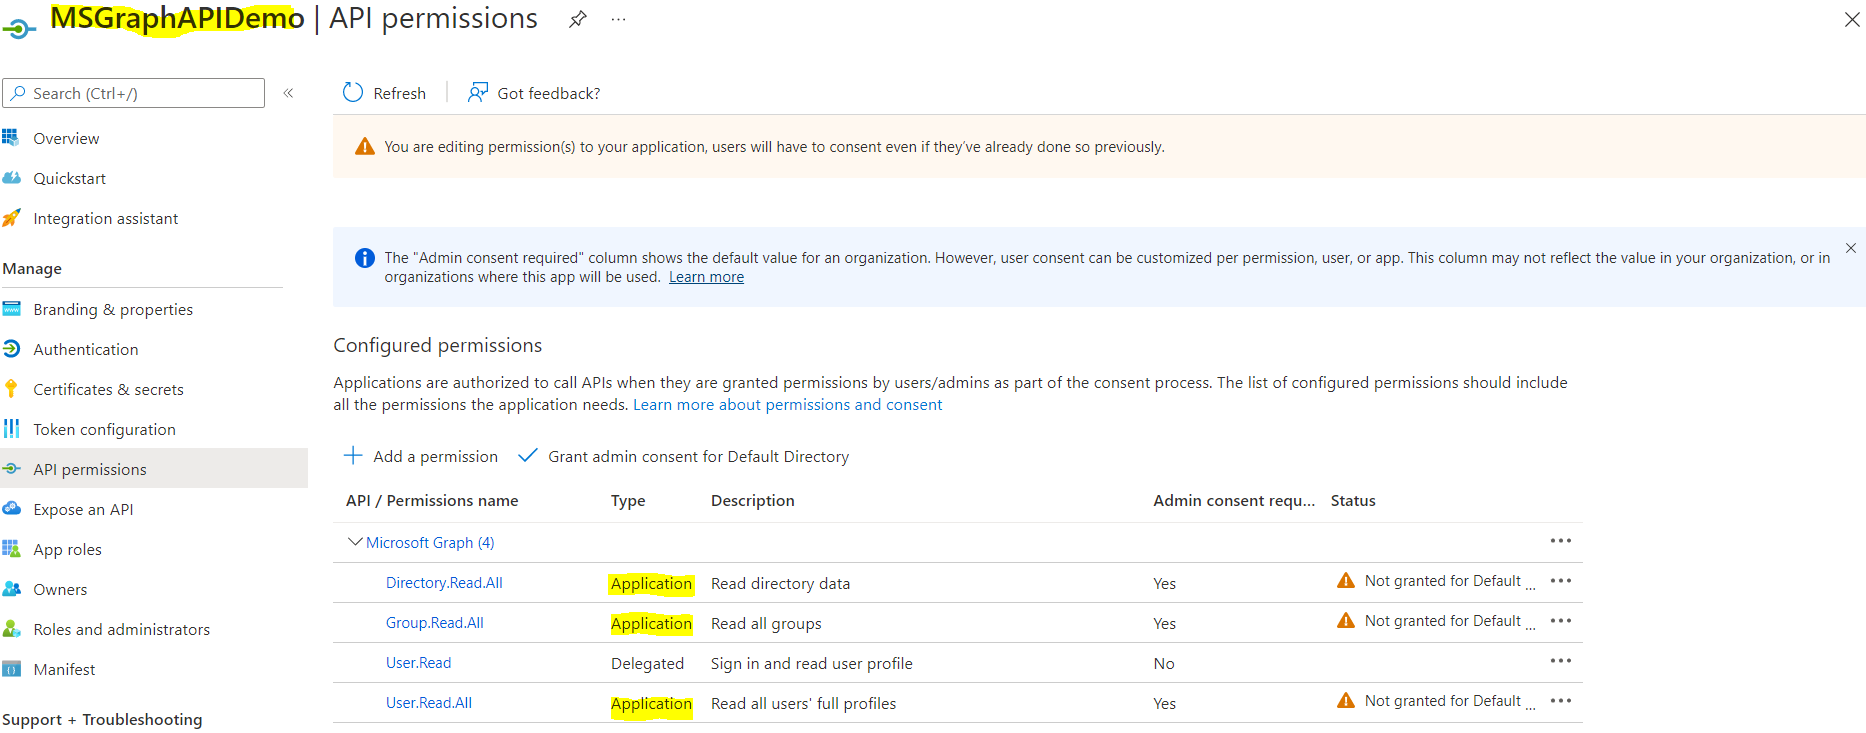 MSGraphAPIDemo | API permissions
Search (Ctrl+/)
Overview
Quickstart
Integration assistant
Manage
Branding & properties
Authentication
Certificates & secrets
Token configuration
API permissions
Expose an API
App roles
Owners
Roles and administrators
Manifest
Support + Troubleshooting
Refresh | Got feedback?
You are editing permission(s) to your application, users will have to consent even if they've already done so previously.
The "Admin consent required" column shows the default value for an organization. However, user consent can be customized per permission, user, or app. This column may not reflect the value in your organization, or in
organizations where this app will be used. Learn more
Configured permissions
Applications are authorized to call APIs when they are granted permissions by users/admins as part of the consent process. The list of configured permissions should include
all the permissions the application needs. Learn more about permissions and consent
Add a permission Grant admin consent for Default Directory
API / Permissions name Type Description Admin consent requ... Status
Microsoft Graph (4)
Directory.Read.All Application Read directory data Yes Not granted for Default ...
Group.Read.All Application Read all groups Yes Not granted for Default ...
User.Read Delegated Sign in and read user profile No
User.Read.All Application Read all users' full profiles Yes Not granted for Default ...